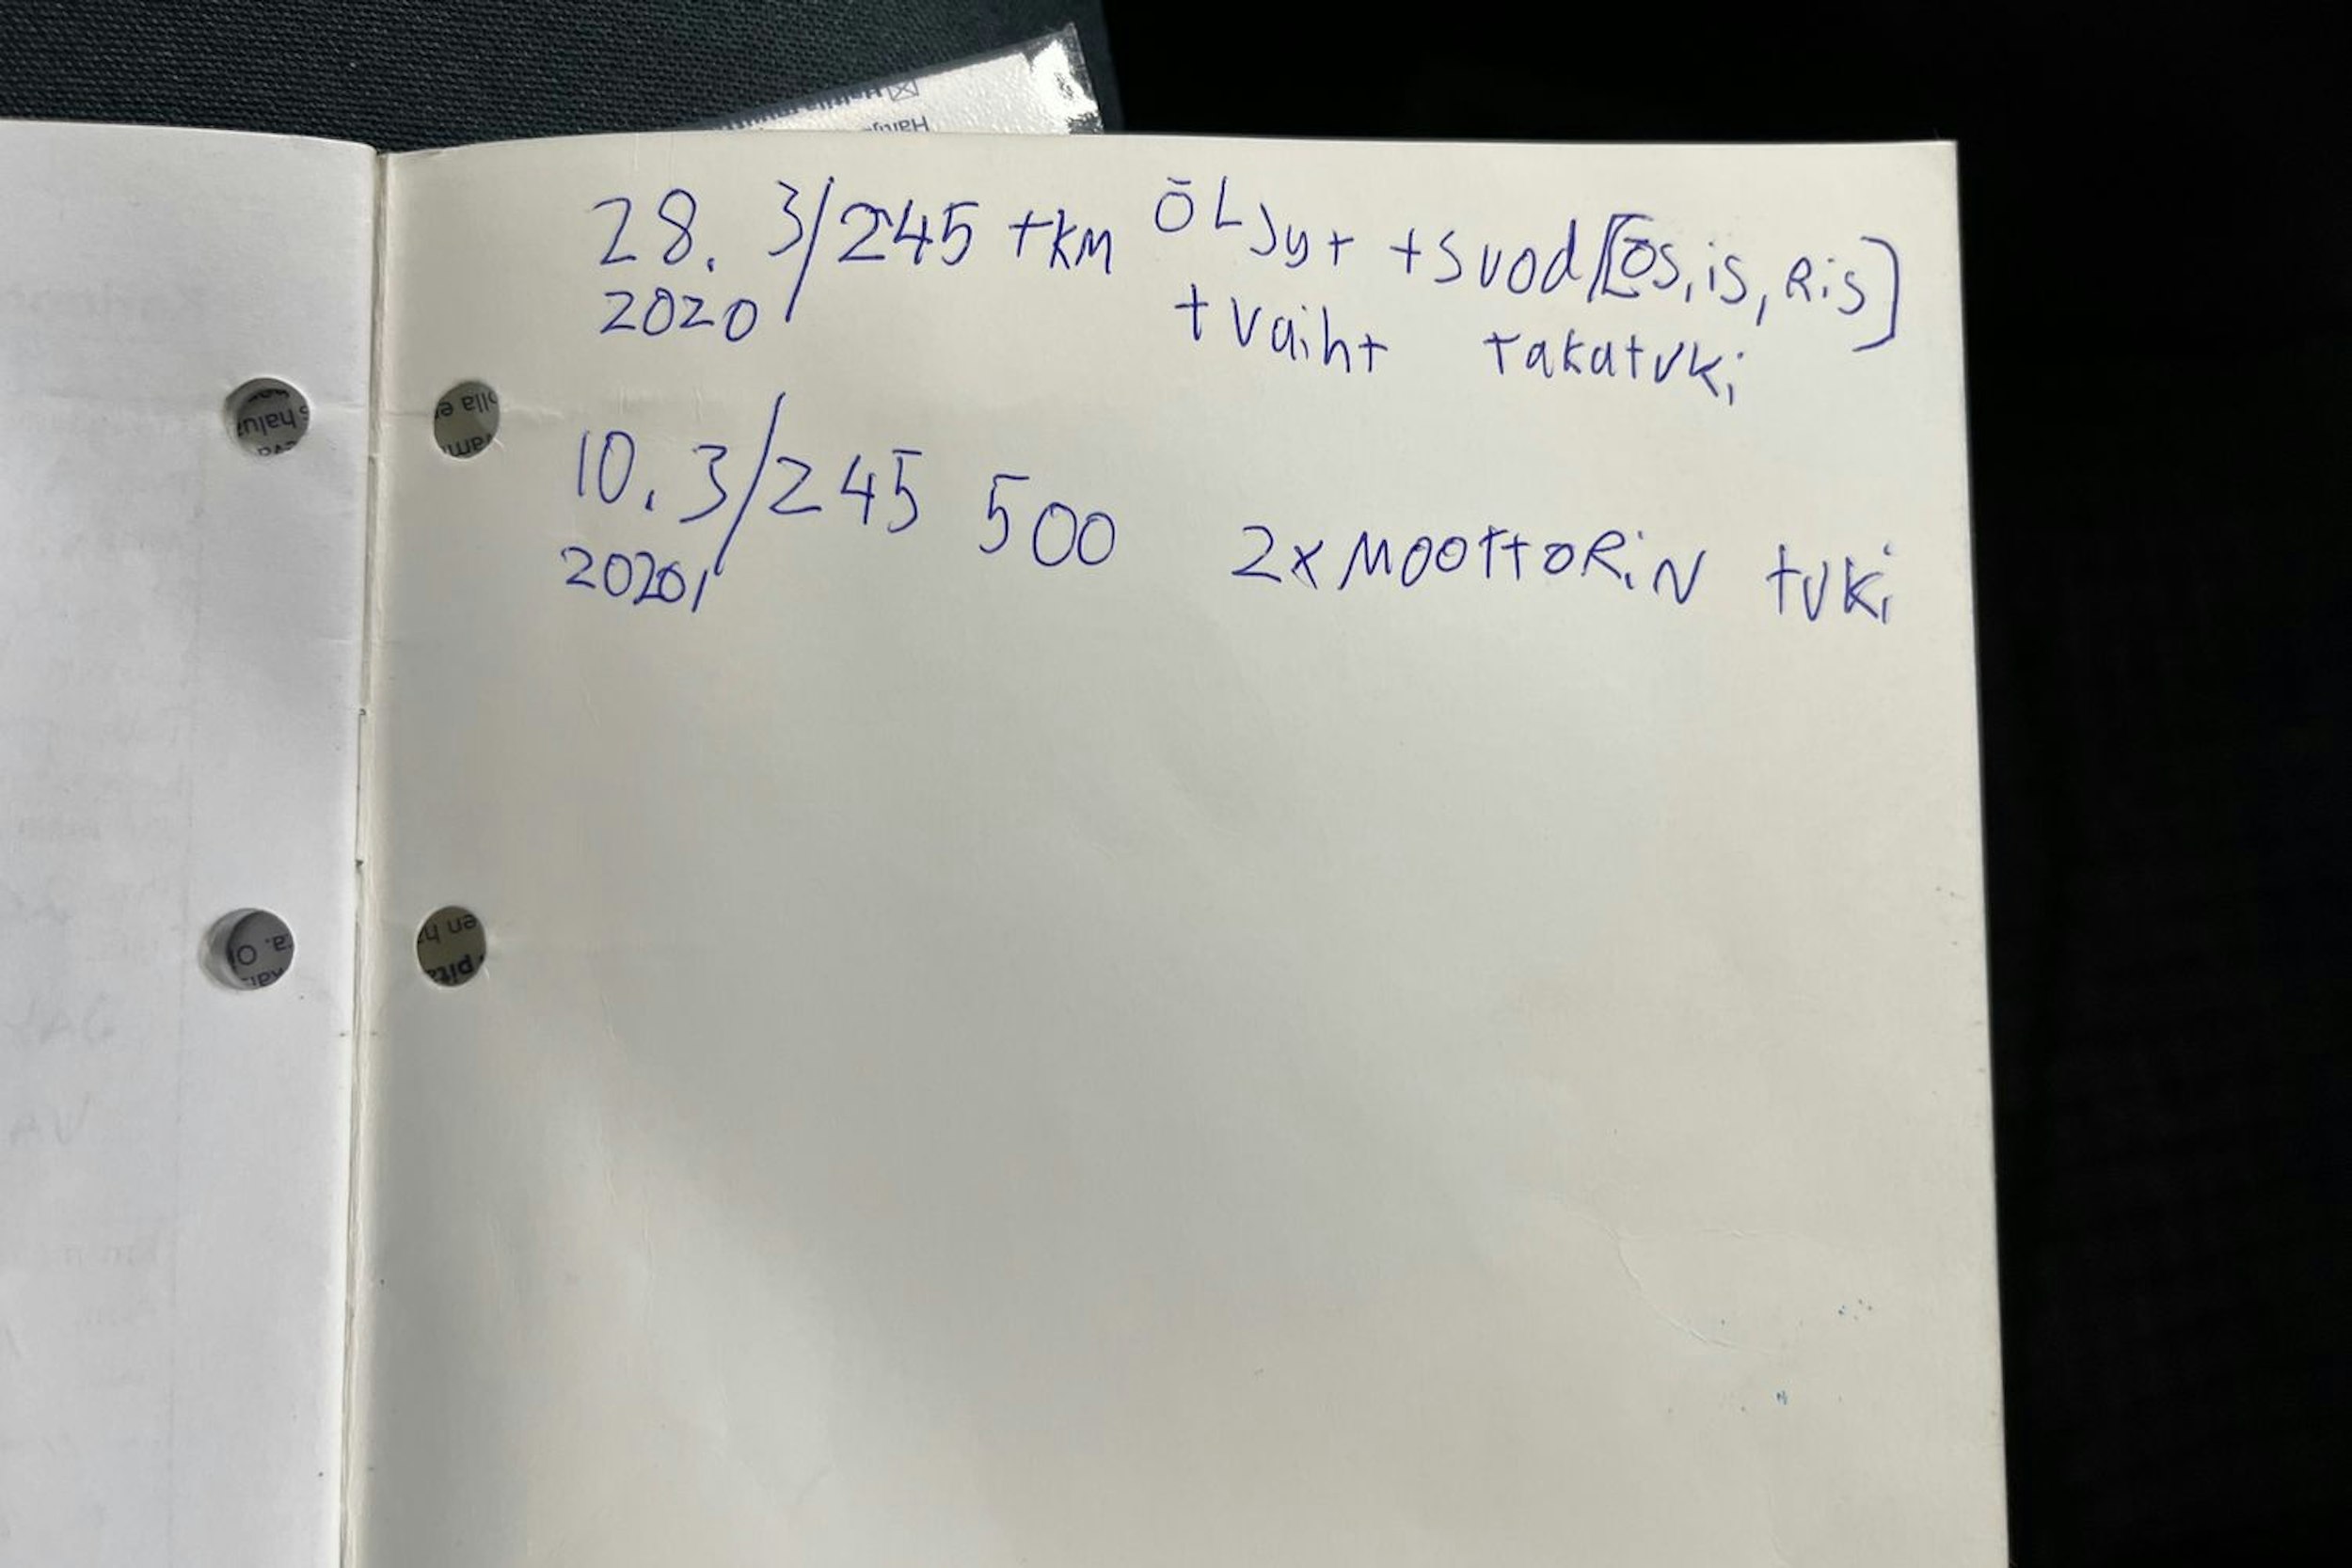 28. 3/245 tkm ÖLJyt +suod [ÖS, iS, RiS]
2020 + vaiht takatuki
10. 3/245 500 2x MOOttORiN tuki
2021